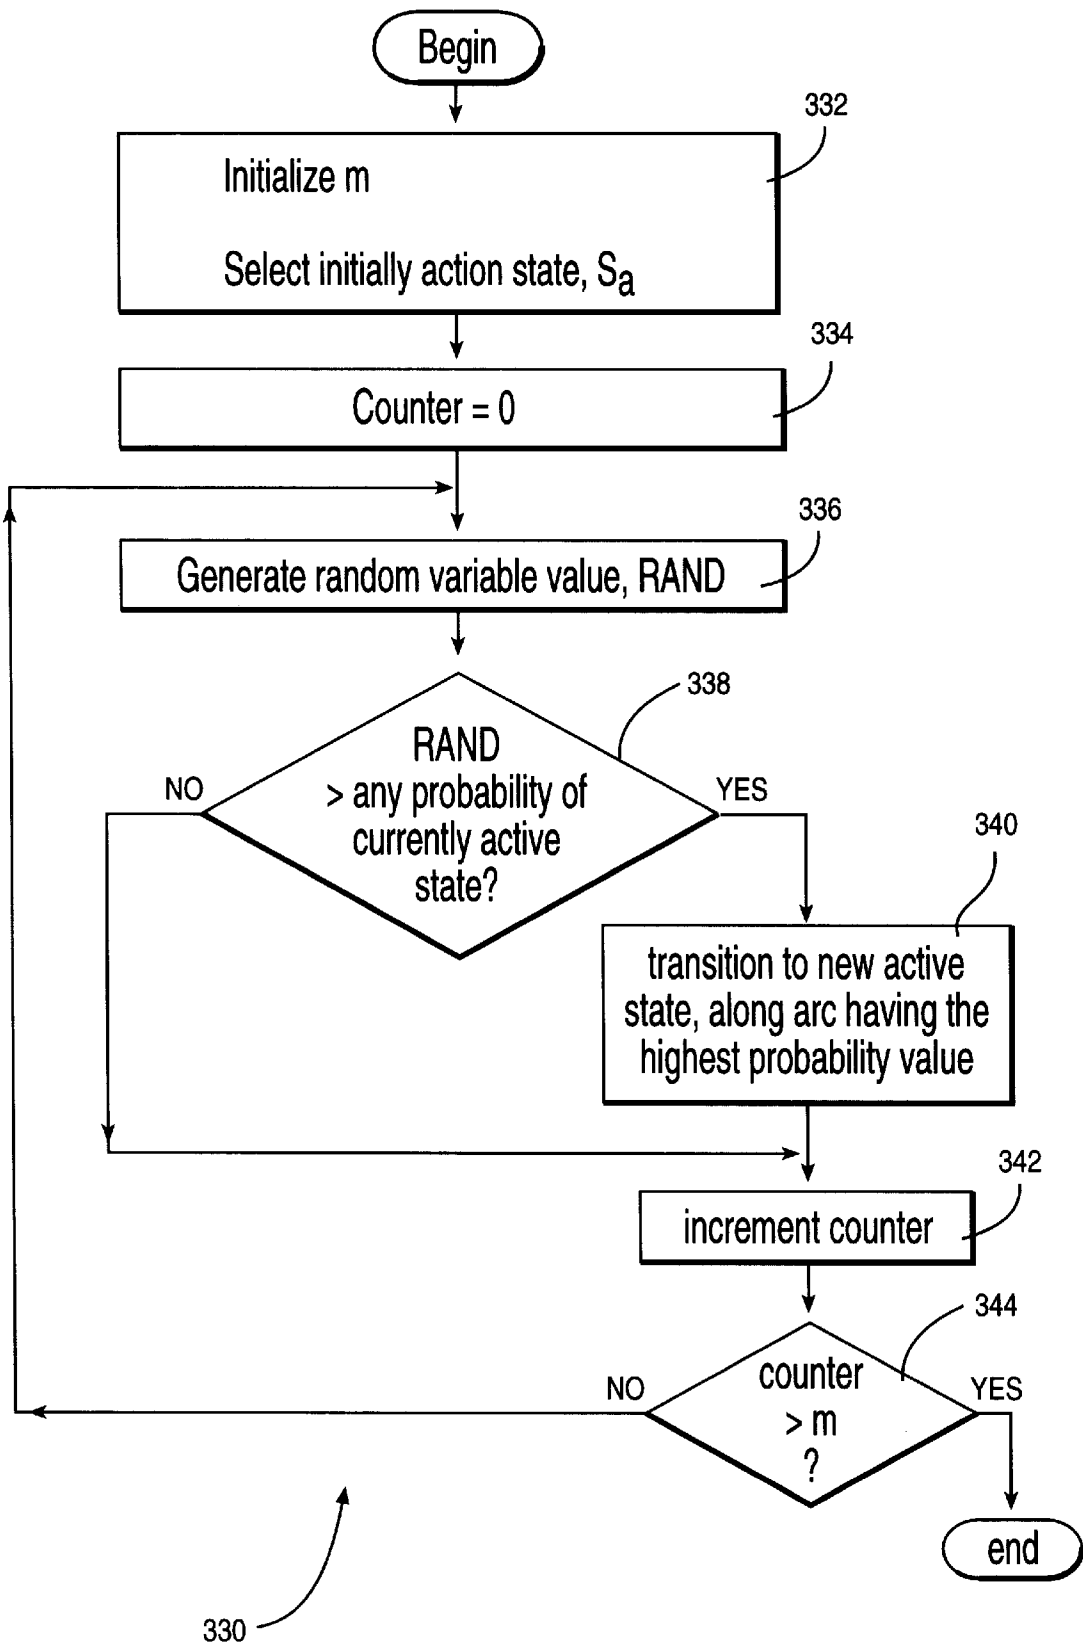 Begin
332
Initialize m
Select initially action state, Sa
334
Counter = 0
336
Generate random variable value, RAND
338
RAND
> any probability of
currently active
state?
NO
YES
340
transition to new active
state, along arc having the
highest probability value
342
increment counter
344
counter
> m
?
NO
YES
end
330